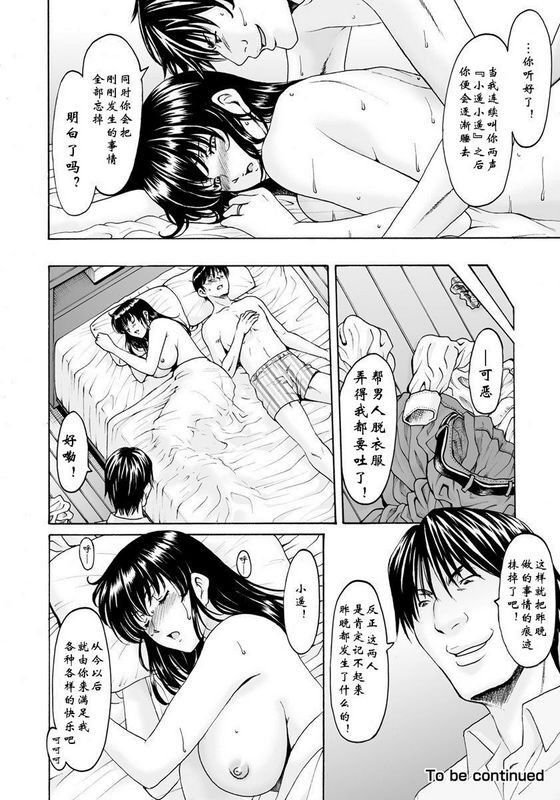 …你听好了！
当我连续叫你两声
『小遥小遥』之后
你便会逐渐睡去
同时你会把
刚刚发生的事情
全部忘掉
明白了吗？
——可恶
帮男人脱衣服
弄得我都要吐了！
好嘞！
这样就把昨晚
做的事情的痕迹
抹掉了吧！
反正这两人
是肯定记不起来
昨晚都发生了什么的！
呼…
小遥！
呼…
从今以后
就由你来满足我
各种各样的快乐吧
呵呵呵
To be continued